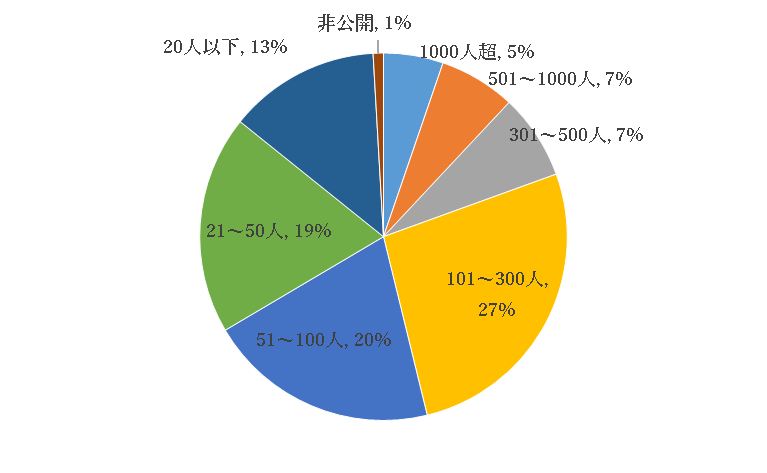 非公開, 1%
1000人超, 5%
501～1000人, 7%
301～500人, 7%
101～300人,
27%
51～100人, 20%
21～50人, 19%
20人以下, 13%